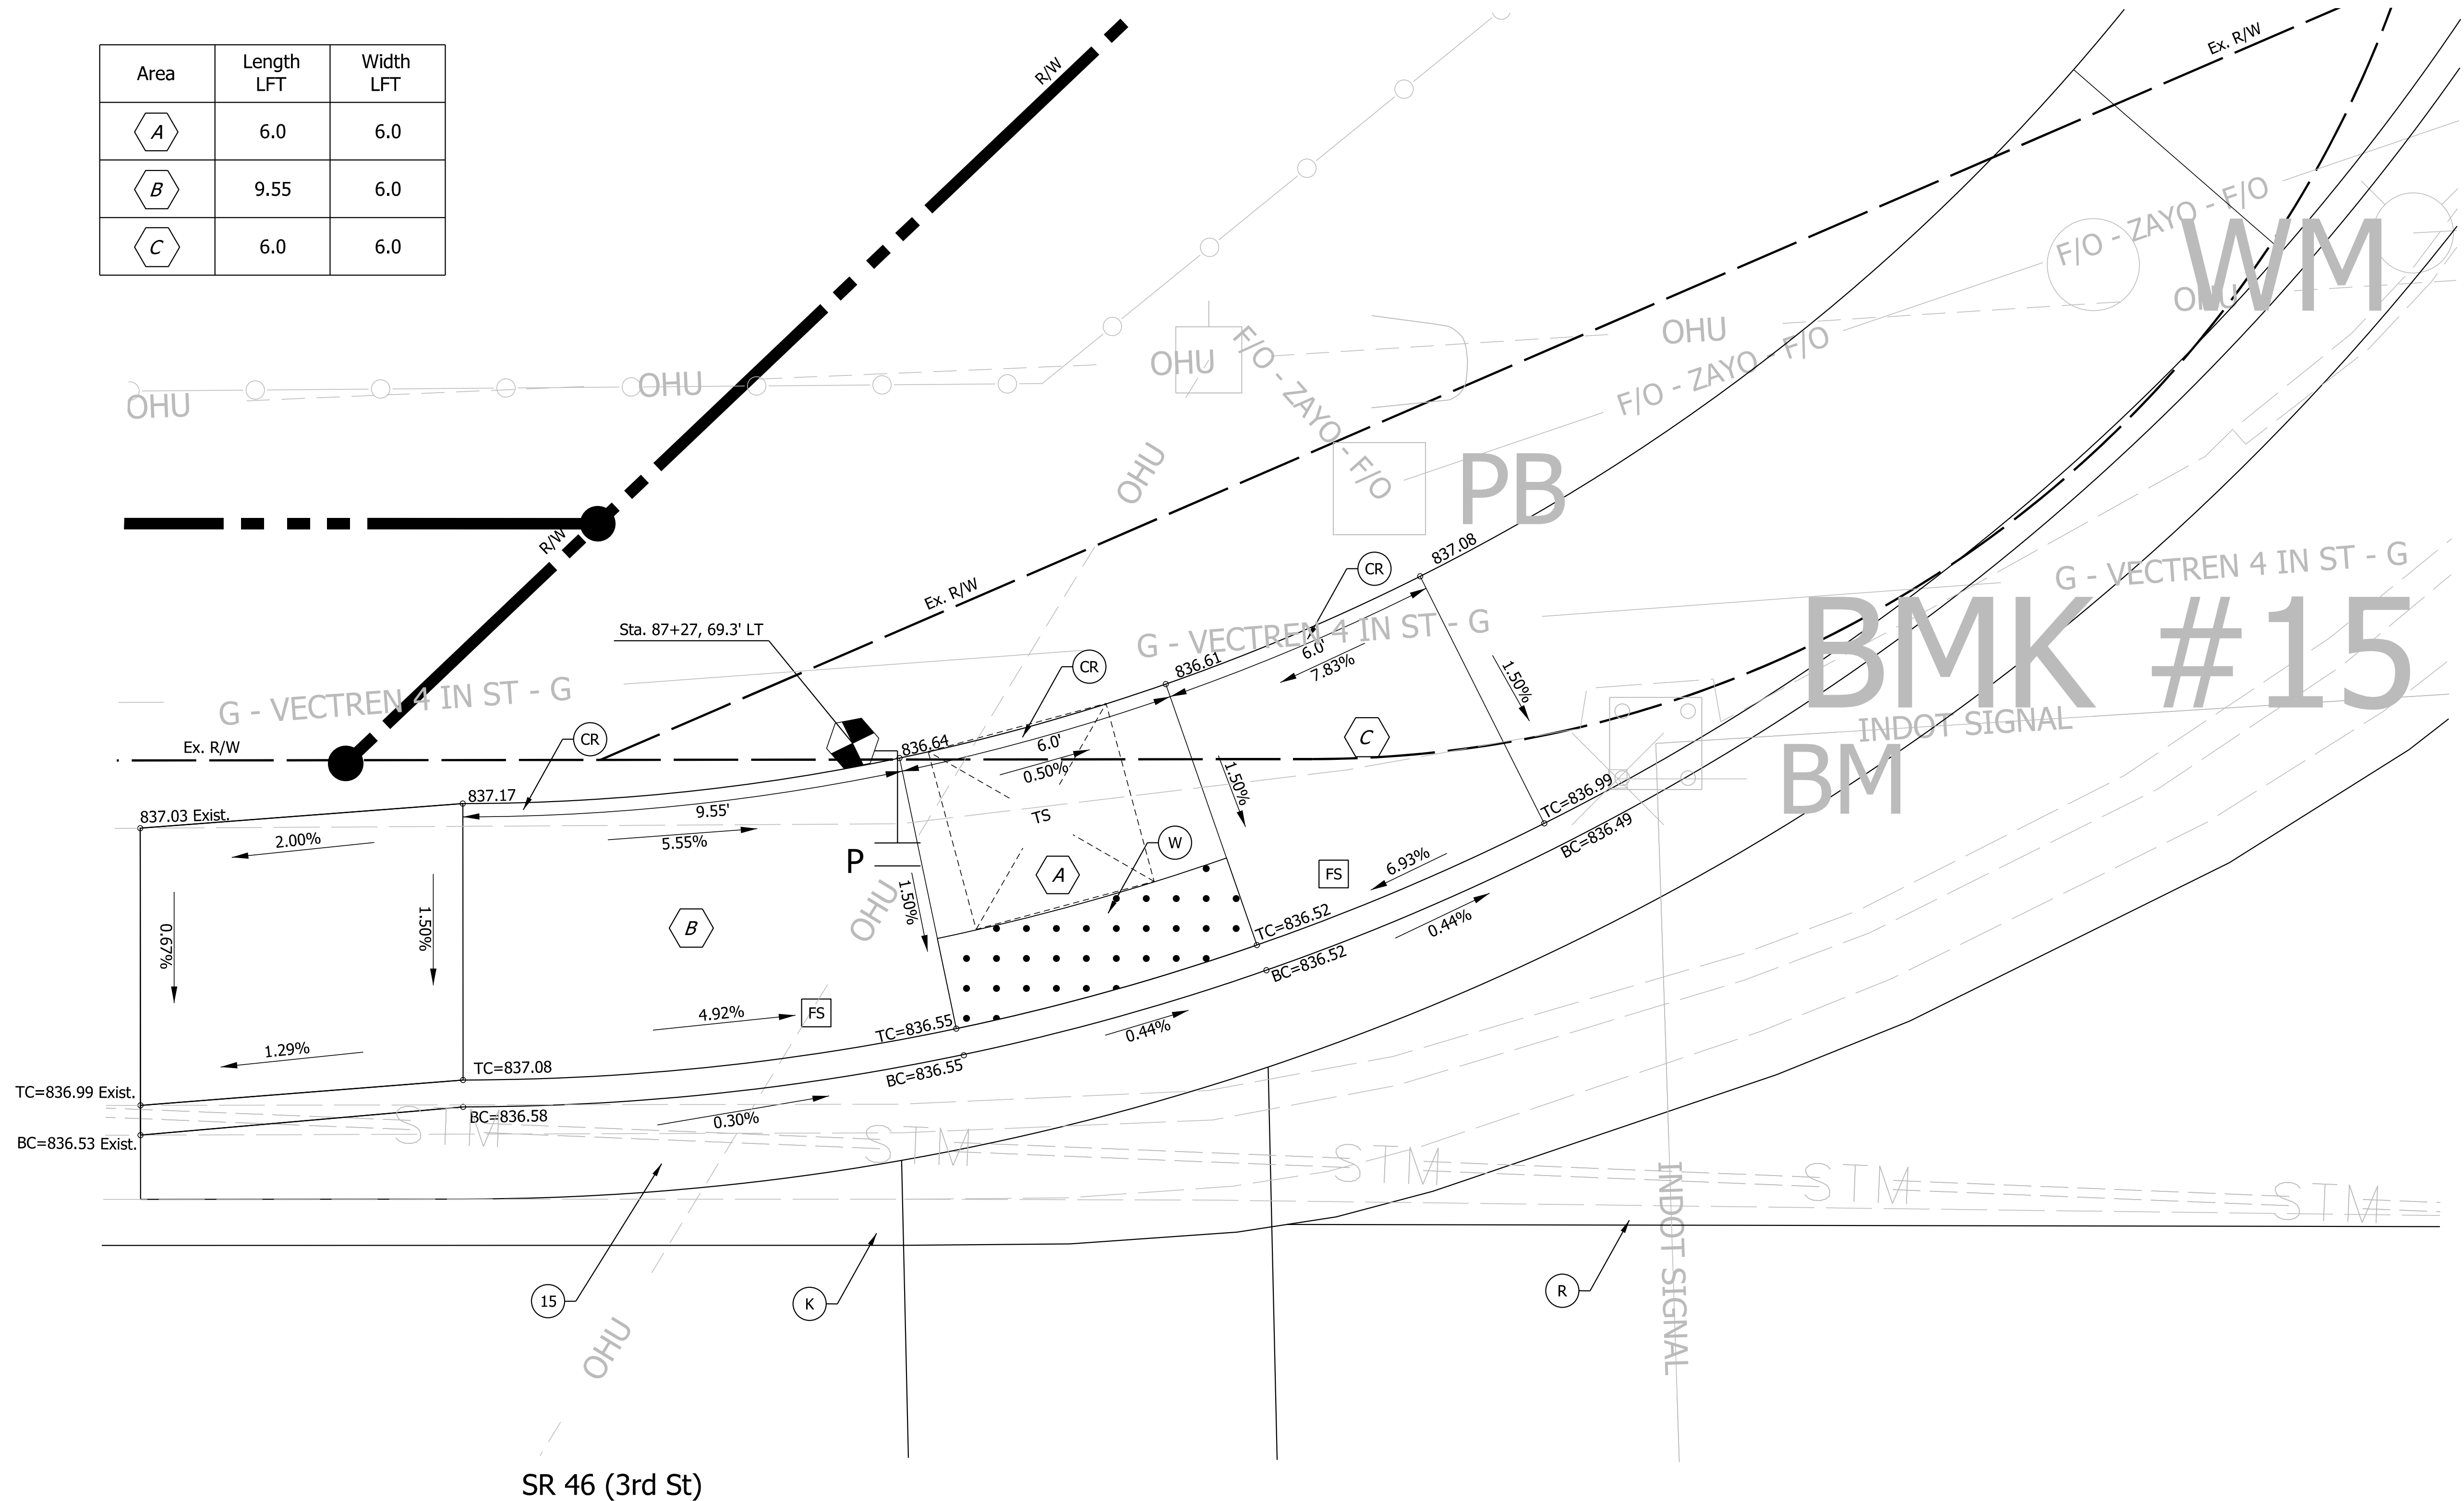 Area Length LFT Width LFT
A 6.0 6.0
B 9.55 6.0
C 6.0 6.0
R/W
Ex. R/W
F/O - ZAYO - F/O
WM
OHU
OHU
F/O - ZAYO - F/O
OHU
F/O - ZAYO - F/O
OHU
OHU
OHU
PB
R/W
837.08
CR
G - VECTREN 4 IN ST - G
Ex. R/W
BMK #15
Sta. 87+27, 69.3' LT
G - VECTREN 4 IN ST - G
6.0'
7.83%
836.61
CR
1.50%
G - VECTREN 4 IN ST - G
INDOT SIGNAL
BM
Ex. R/W
CR
836.64
6.0'
0.50%
C
1.50%
837.17
9.55'
TC=836.99
837.03 Exist.
2.00%
5.55%
TS
W
BC=836.49
P
A
FS
6.93%
1.50%
0.67%
1.50%
B
OHU
TC=836.52
0.44%
BC=836.52
4.92%
FS
TC=836.55
0.44%
1.29%
TC=837.08
BC=836.55
TC=836.99 Exist.
BC=836.58
0.30%
BC=836.53 Exist.
STM
STM
STM
STM
STM
INDOT SIGNAL
15
K
R
OHU
SR 46 (3rd St)